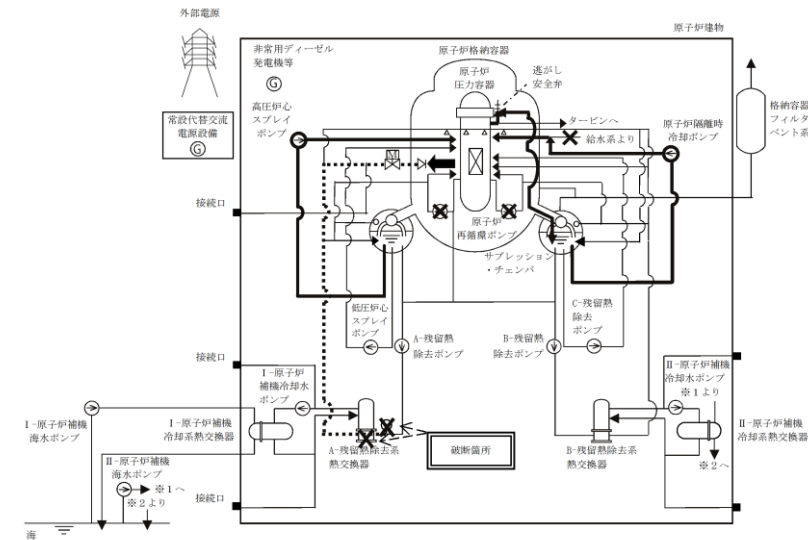 外部電源
原子炉建物
非常用ディーゼル
発電機等
G
原子炉格納容器
原子炉
圧力容器
逃がし
安全弁
常設代替交流
電源設備
G
高圧炉心
スプレイ
ポンプ
タービンへ
給水系より
原子炉隔離時
冷却ポンプ
格納容器
フィルタ
ベント系
接続口
原子炉
再循環ポンプ
サプレッション
・チェンバ
低圧炉心
スプレイ
ポンプ
A-残留熱
除去ポンプ
B-残留熱
除去ポンプ
C-残留熱
除去
ポンプ
接続口
Ⅰ-原子炉
補機冷却水
ポンプ
Ⅱ-原子炉補機
冷却水ポンプ
※1より
Ⅰ-原子炉補機
海水ポンプ
Ⅰ-原子炉補機
冷却系熱交換器
Ⅱ-原子炉補機
冷却系熱交換器
A-残留熱除去系
熱交換器
破断箇所
B-残留熱除去系
熱交換器
※2へ
Ⅱ-原子炉補機
海水ポンプ
※1へ
※2より
接続口
海